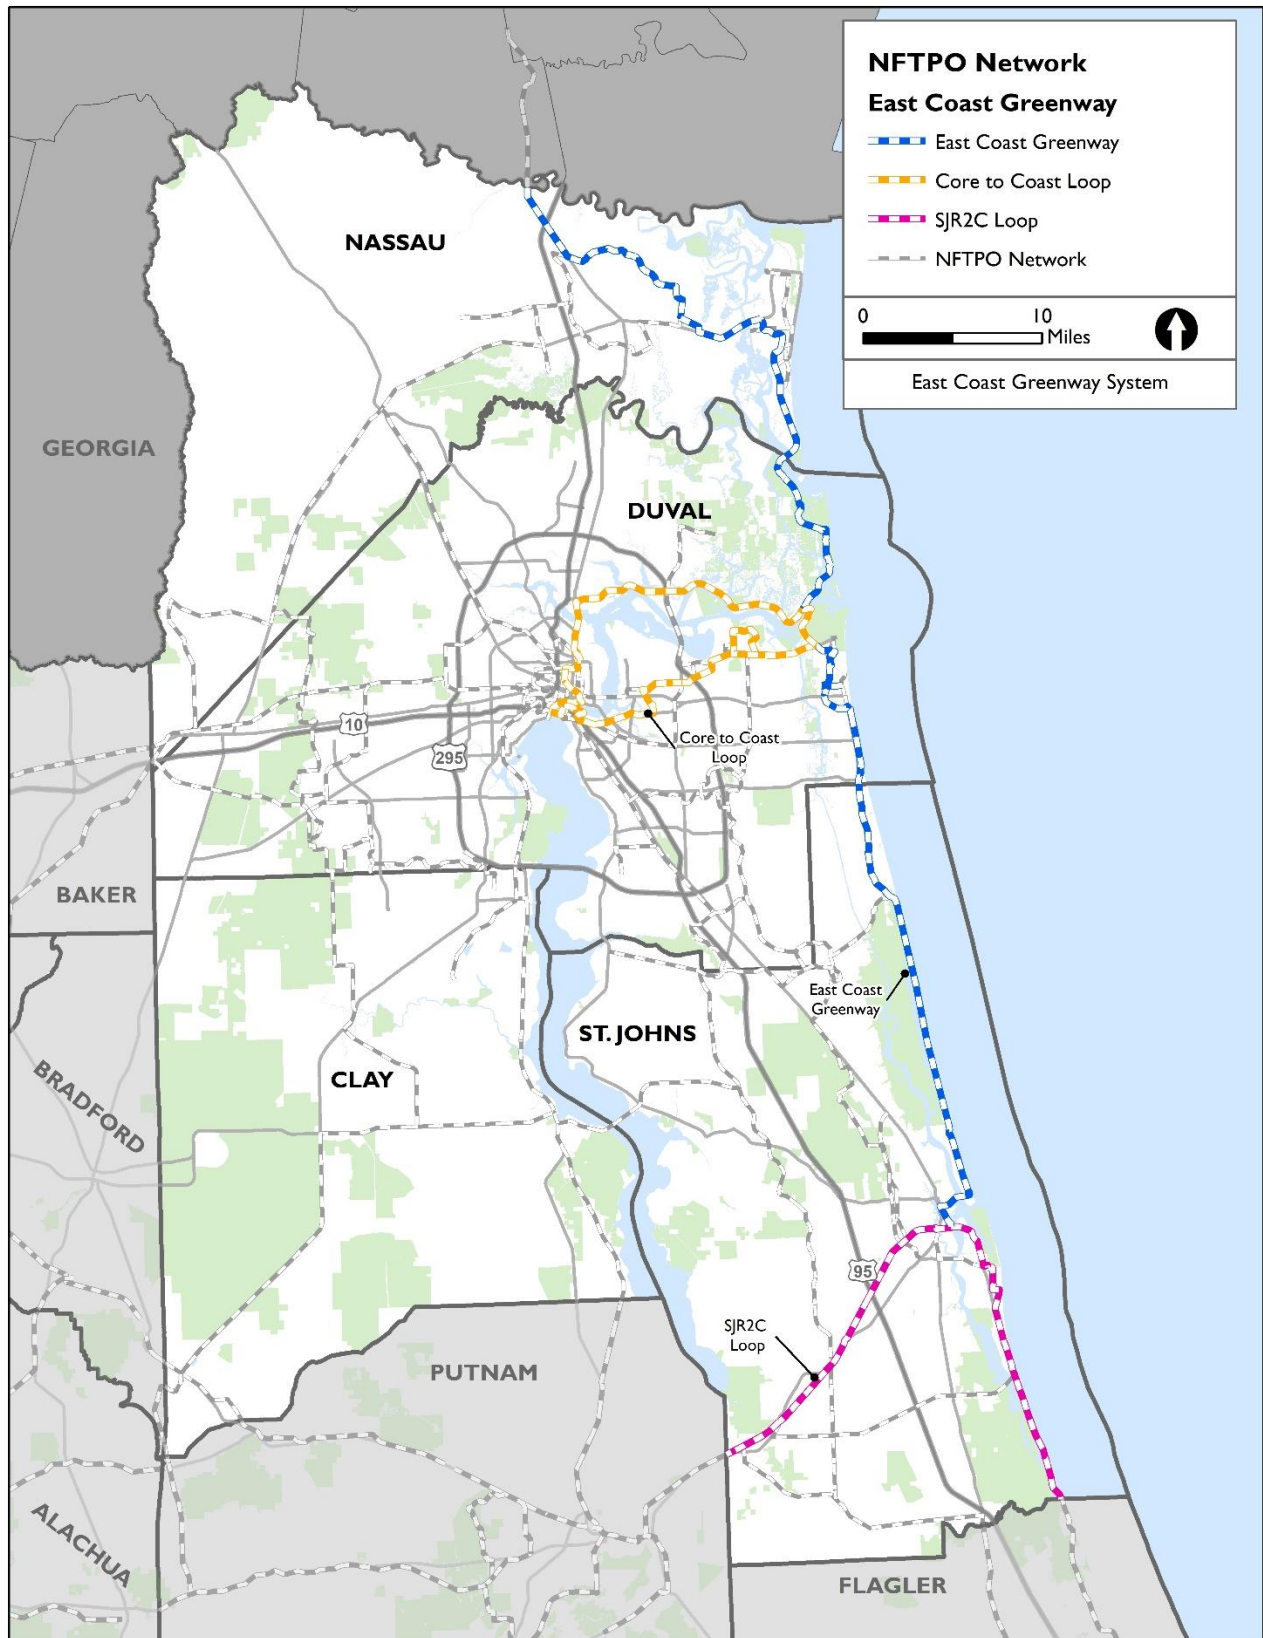 NFTPO Network
East Coast Greenway
East Coast Greenway
Core to Coast Loop
SJR2C Loop
NFTPO Network
0 10
Miles
East Coast Greenway System
NASSAU
GEORGIA
DUVAL
10
295
Core to Coast
Loop
BAKER
East Coast
Greenway
ST. JOHNS
CLAY
BRADFORD
95
SJR2C
Loop
PUTNAM
ALACHUA
FLAGLER